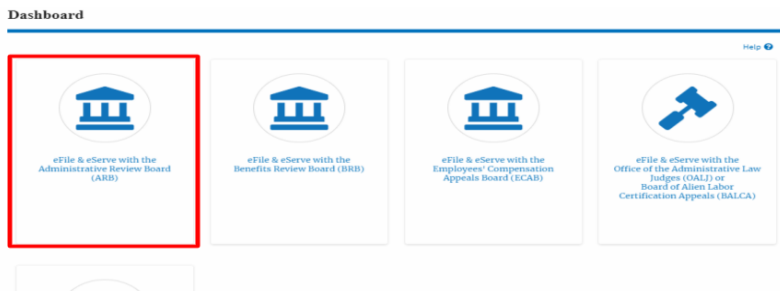 Dashboard
Help
eFile & eServe with the
Administrative Review Board
(ARB)
eFile & eServe with the
Benefits Review Board (BRB)
eFile & eServe with the
Employees' Compensation
Appeals Board (ECAB)
eFile & eServe with the
Office of the Administrative Law
Judges (OALJ) or
Board of Alien Labor
Certification Appeals (BALCA)